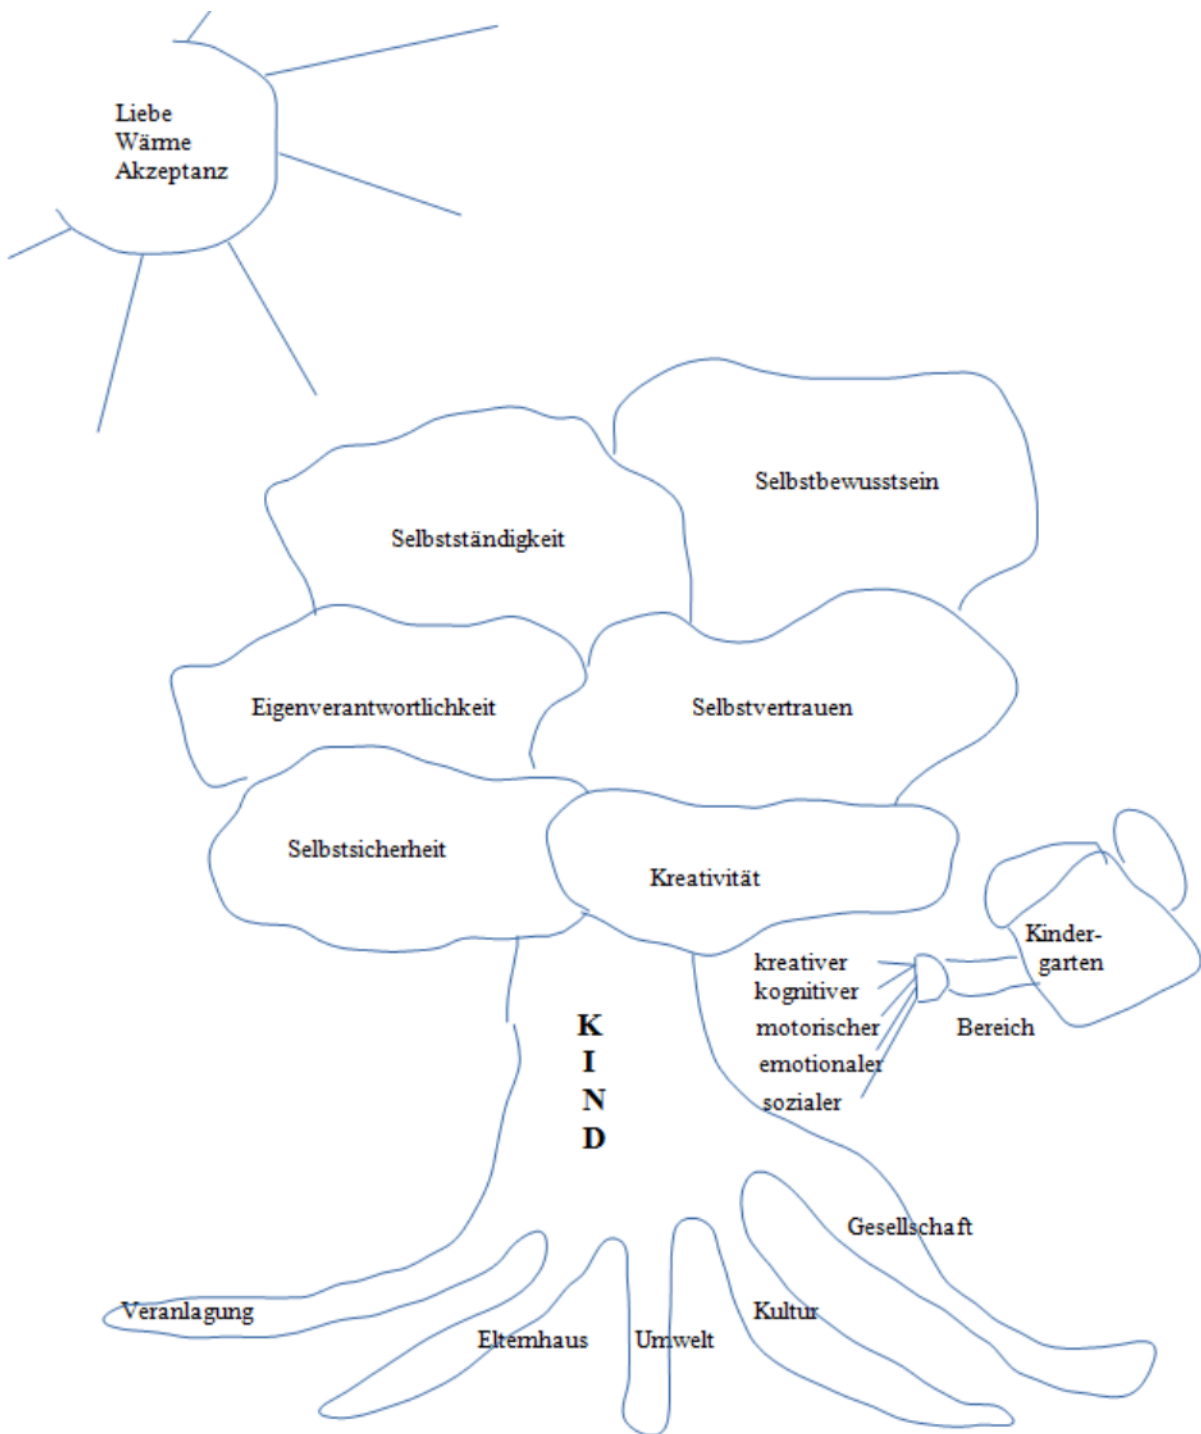 Liebe
Wärme
Akzeptanz
Selbstbewusstsein
Selbstständigkeit
Eigenverantwortlichkeit
Selbstvertrauen
Selbstsicherheit
Kreativität
Kinder-
garten
kreativer
kognitiver
motorischer
Bereich
emotionaler
sozialer
K
I
N
D
Gesellschaft
Veranlagung
Kultur
Elternhaus
Umwelt